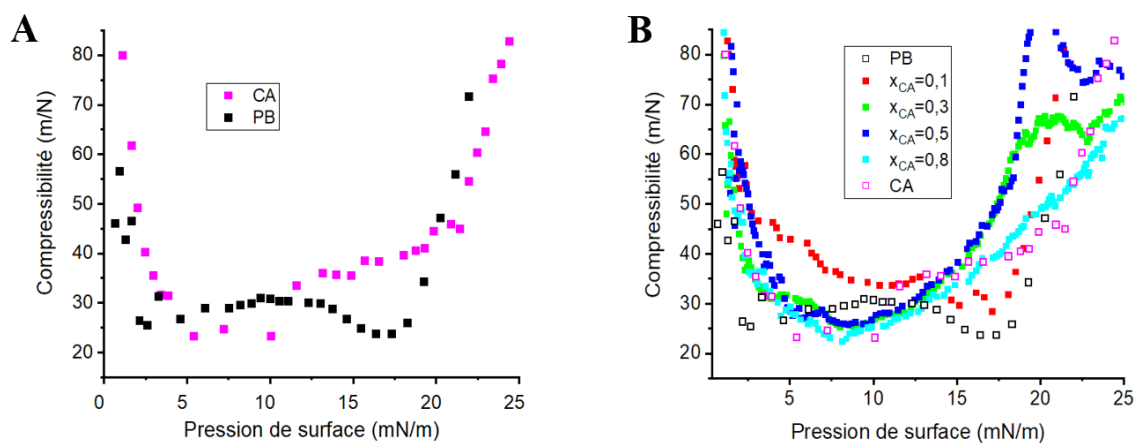 A
Compressibilité (m/N)
80
70
60
50
40
30
20
CA
PB
0 5 10 15 20 25
Pression de surface (mN/m)
B
Compressibilité (m/N)
80
70
60
50
40
30
20
PB
xCA=0,1
xCA=0,3
xCA=0,5
xCA=0,8
CA
5 10 15 20 25
Pression de surface (mN/m)